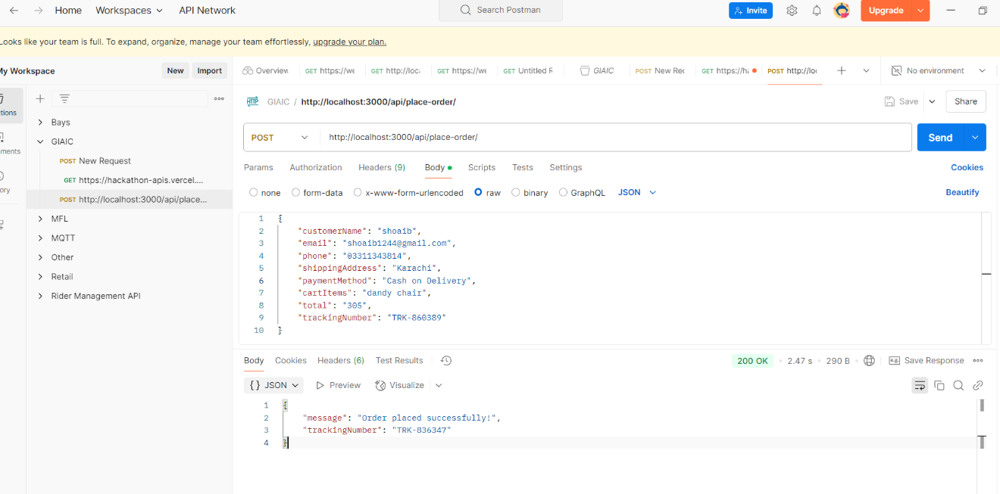 Home Workspaces API Network Search Postman Invite Upgrade
Looks like your team is full. To expand, organize, manage your team effortlessly, upgrade your plan.
My Workspace New Import
Overview GET https://we GET http://loca GET https://we GET Untitled R GIAIC POST New Rec GET https://ha POST http://loc No environment
HTTP GIAIC / http://localhost:3000/api/place-order/ Save Share
POST http://localhost:3000/api/place-order/ Send
Params Authorization Headers (9) Body Scripts Tests Settings Cookies
none form-data x-www-form-urlencoded raw binary GraphQL JSON Beautify
Bays
GIAIC
POST New Request
GET https://hackathon-apis.vercel....
POST http://localhost:3000/api/place...
MFL
MQTT
Other
Retail
Rider Management API
1 {
2 "customerName": "shoaib",
3 "email": "shoaib1244@gmail.com",
4 "phone": "03311343814",
5 "shippingAddress": "Karachi",
6 "paymentMethod": "Cash on Delivery",
7 "cartItems": "dandy chair",
8 "total": "305",
9 "trackingNumber": "TRK-860389"
10 }
Body Cookies Headers (6) Test Results 200 OK 2.47 s 290 B Save Response
{} JSON Preview Visualize
1 {
2 "message": "Order placed successfully!",
3 "trackingNumber": "TRK-836347"
4 }